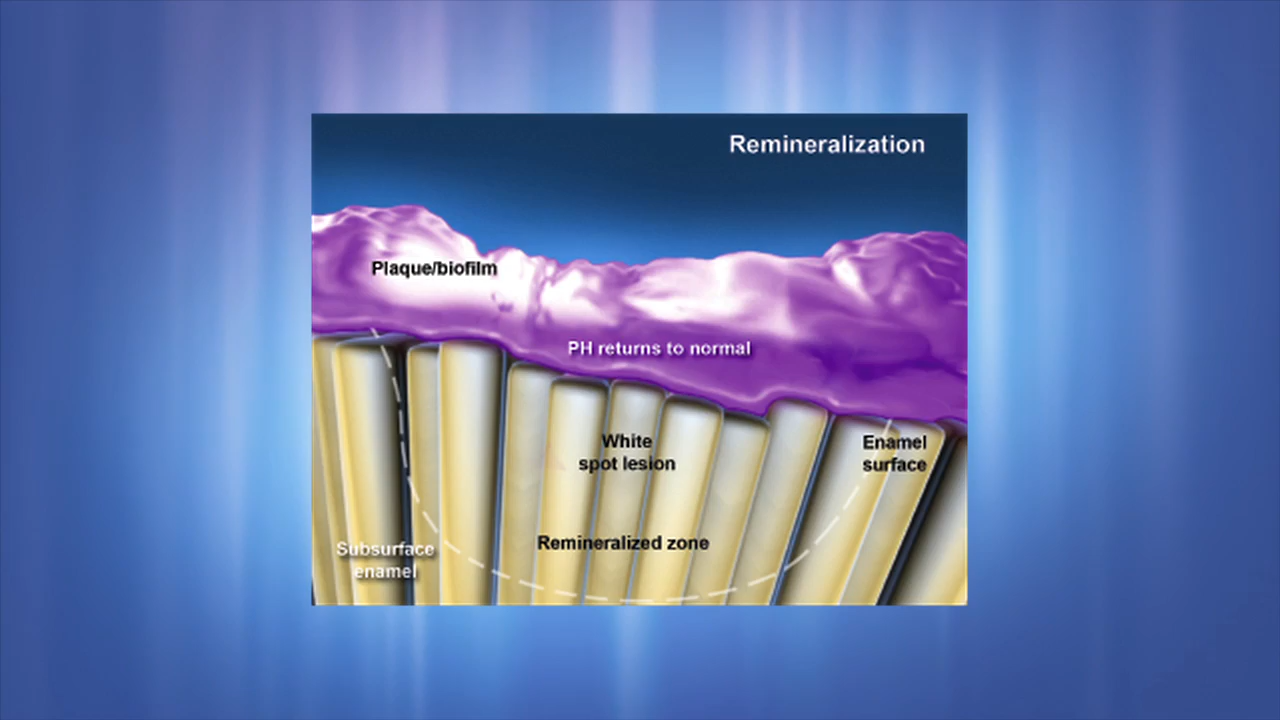 Remineralization
Plaque/biofilm
PH returns to normal
White
spot lesion
Enamel
surface
Remineralized zone
Subsurface
enamel